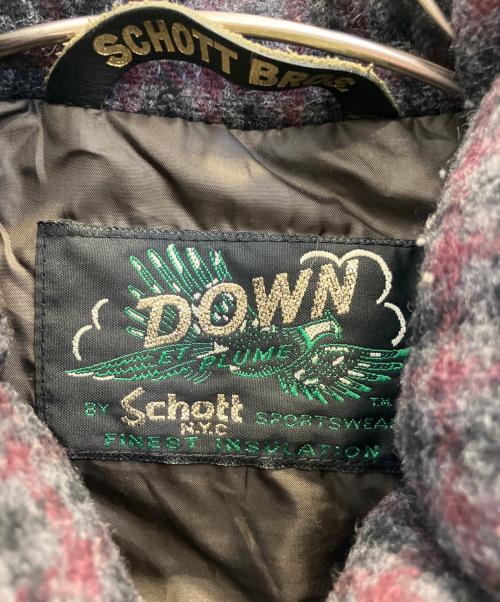 SCHOTT BROS.
DOWN
ET PLUME
BY Schott SPORTSWEAR
N.Y.C
TM
FINEST INSULATION